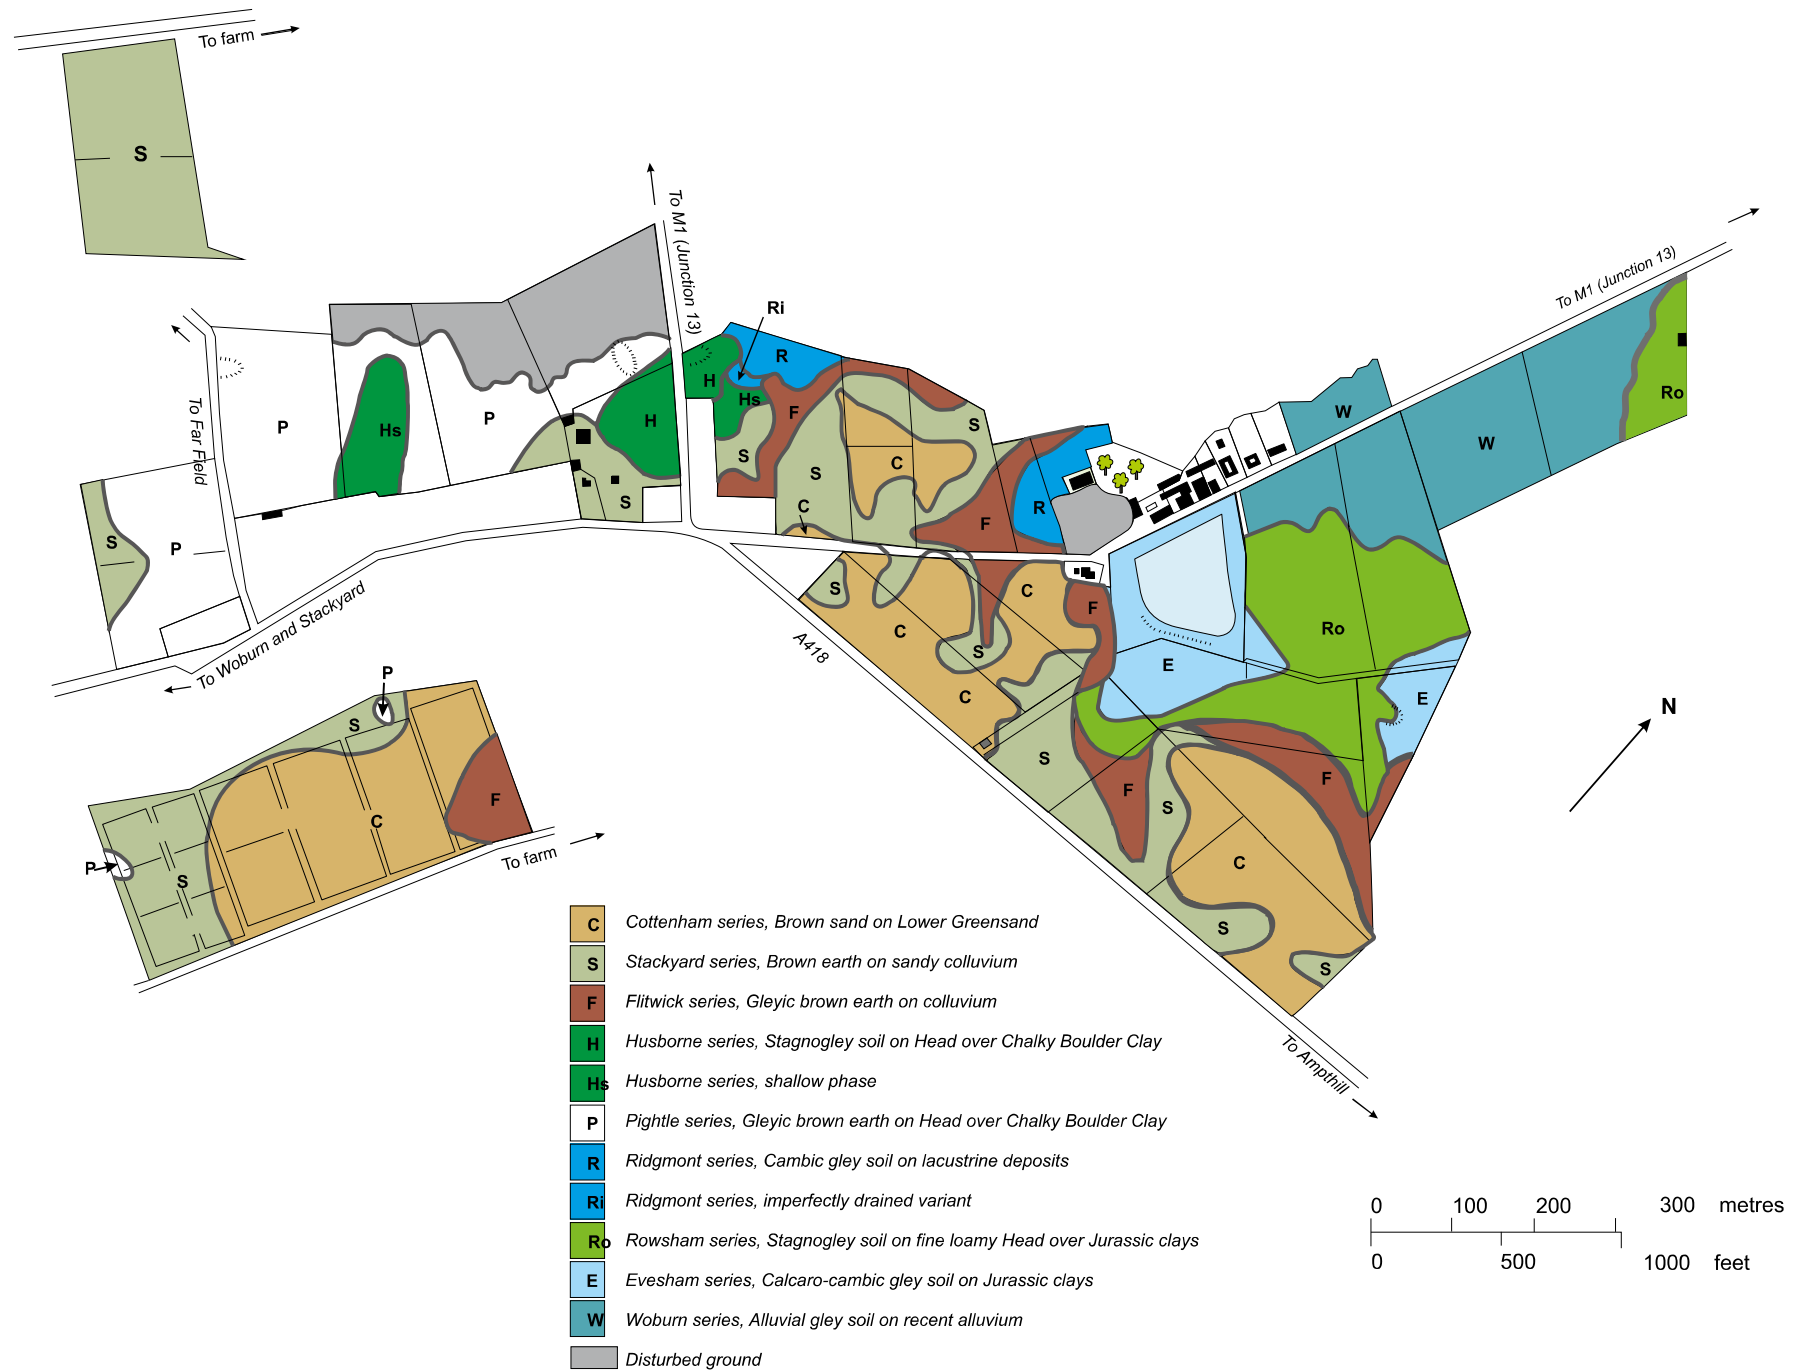 To farm
S
To M1 (Junction 13)
To M1 (Junction 13)
Ri
R
H
Hs
F
S
S
C
C
S
F
R
W
W
Ro
P
Hs
P
H
S
To Far Field
S
P
To Woburn and Stackyard
A418
S
C
C
S
C
F
E
Ro
E
C
S
F
S
F
C
S
S
N
P
S
C
F
P
S
To farm
To Ampthill
C Cottenham series, Brown sand on Lower Greensand
S Stackyard series, Brown earth on sandy colluvium
F Flitwick series, Gleyic brown earth on colluvium
H Husborne series, Stagnogley soil on Head over Chalky Boulder Clay
Hs Husborne series, shallow phase
P Pightle series, Gleyic brown earth on Head over Chalky Boulder Clay
R Ridgmont series, Cambic gley soil on lacustrine deposits
Ri Ridgmont series, imperfectly drained variant
Ro Rowsham series, Stagnogley soil on fine loamy Head over Jurassic clays
E Evesham series, Calcaro-cambic gley soil on Jurassic clays
W Woburn series, Alluvial gley soil on recent alluvium
Disturbed ground
0 100 200 300 metres
0 500 1000 feet